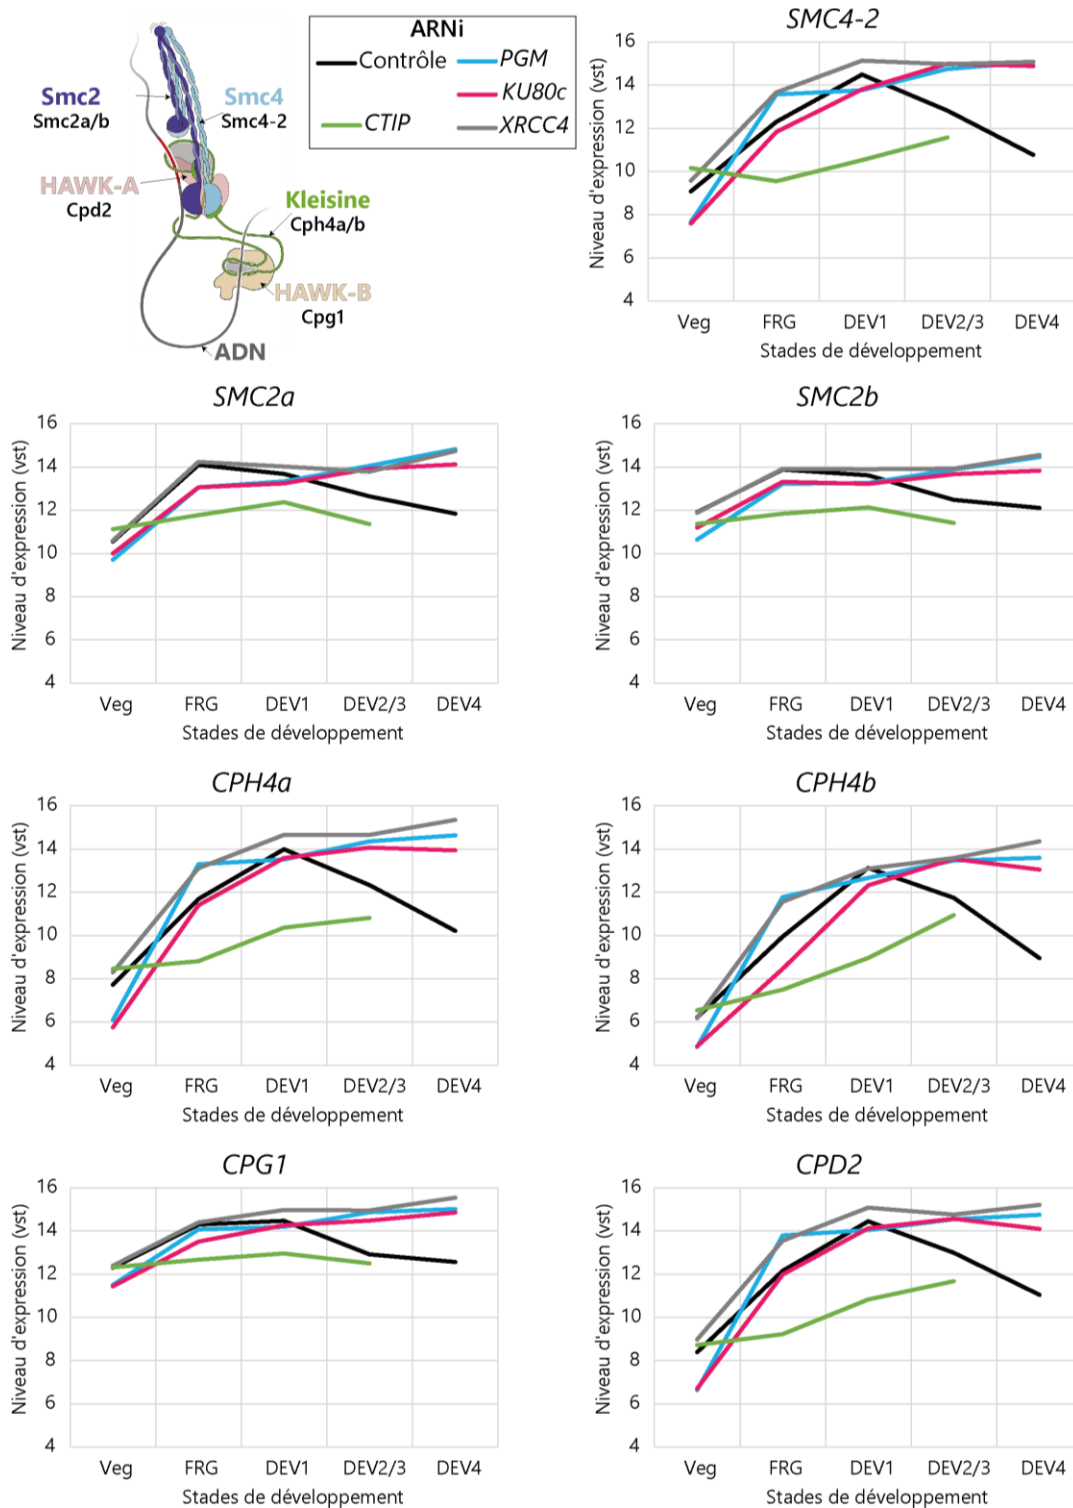 ARNi
Contrôle
PGM
KU80c
CTIP
XRCC4
Smc2
Smc2a/b
Smc4
Smc4-2
HAWK-A
Cpd2
Kleisine
Cph4a/b
HAWK-B
Cpg1
ADN
SMC4-2
Niveau d'expression (vst)
16
14
12
10
8
6
4
Veg FRG DEV1 DEV2/3 DEV4
Stades de développement
SMC2a
Niveau d'expression (vst)
16
14
12
10
8
6
4
Veg FRG DEV1 DEV2/3 DEV4
Stades de développement
SMC2b
Niveau d'expression (vst)
16
14
12
10
8
6
4
Veg FRG DEV1 DEV2/3 DEV4
Stades de développement
CPH4a
Niveau d'expression (vst)
16
14
12
10
8
6
4
Veg FRG DEV1 DEV2/3 DEV4
Stades de développement
CPH4b
Niveau d'expression (vst)
16
14
12
10
8
6
4
Veg FRG DEV1 DEV2/3 DEV4
Stades de développement
CPG1
Niveau d'expression (vst)
16
14
12
10
8
6
4
Veg FRG DEV1 DEV2/3 DEV4
Stades de développement
CPD2
Niveau d'expression (vst)
16
14
12
10
8
6
4
Veg FRG DEV1 DEV2/3 DEV4
Stades de développement